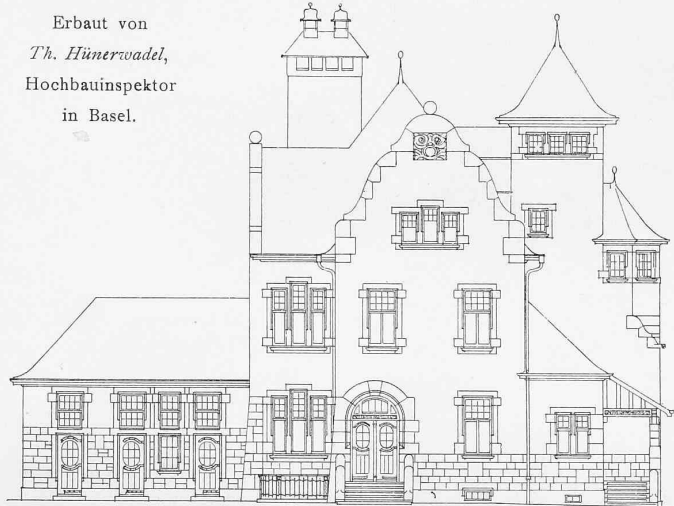 Erbaut von
Th. Hünerwadel,
Hochbauinspektor
in Basel.